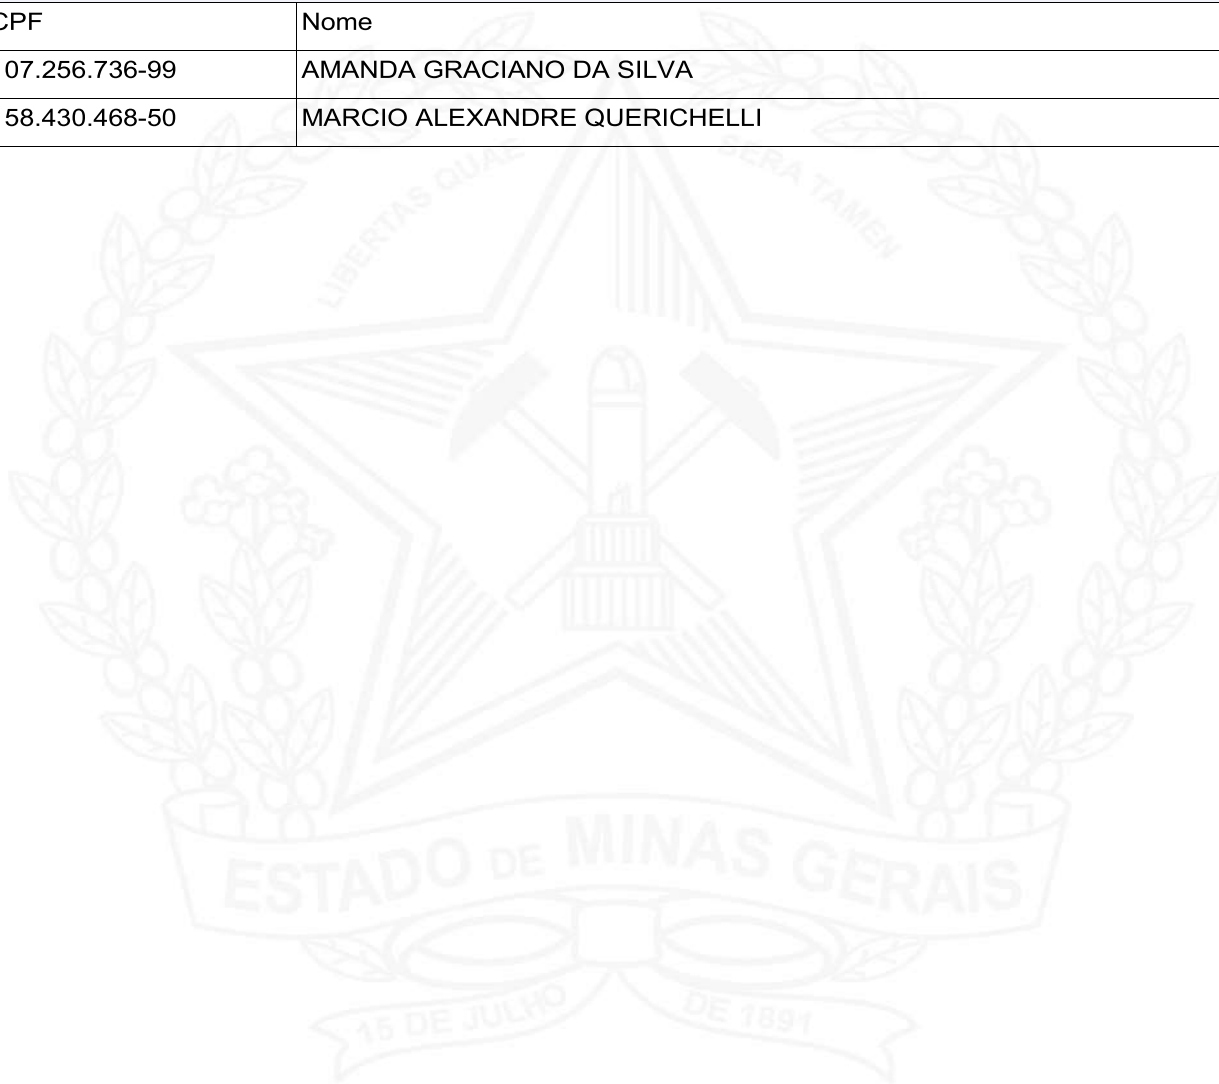 CPF Nome
07.256.736-99 AMANDA GRACIANO DA SILVA
58.430.468-50 MARCIO ALEXANDRE QUERICHELLI
LIBERTAS QUAE SERA TAMEN
ESTADO DE MINAS GERAIS
15 DE JULHO DE 1891